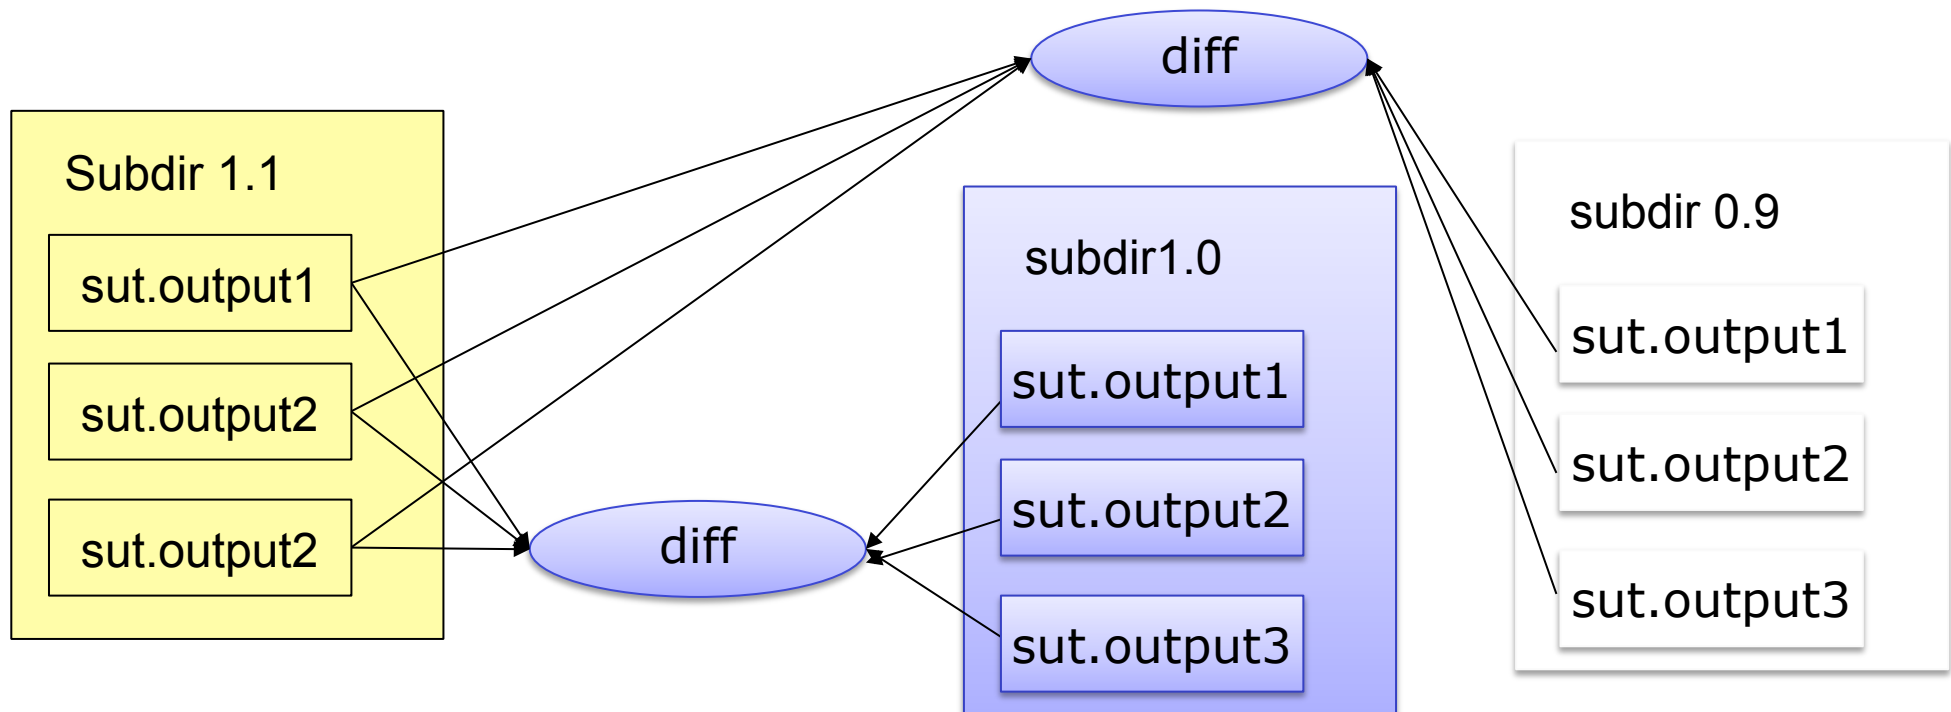 diff
Subdir 1.1
sut.output1
sut.output2
sut.output2
diff
subdir1.0
sut.output1
sut.output2
sut.output3
subdir 0.9
sut.output1
sut.output2
sut.output3